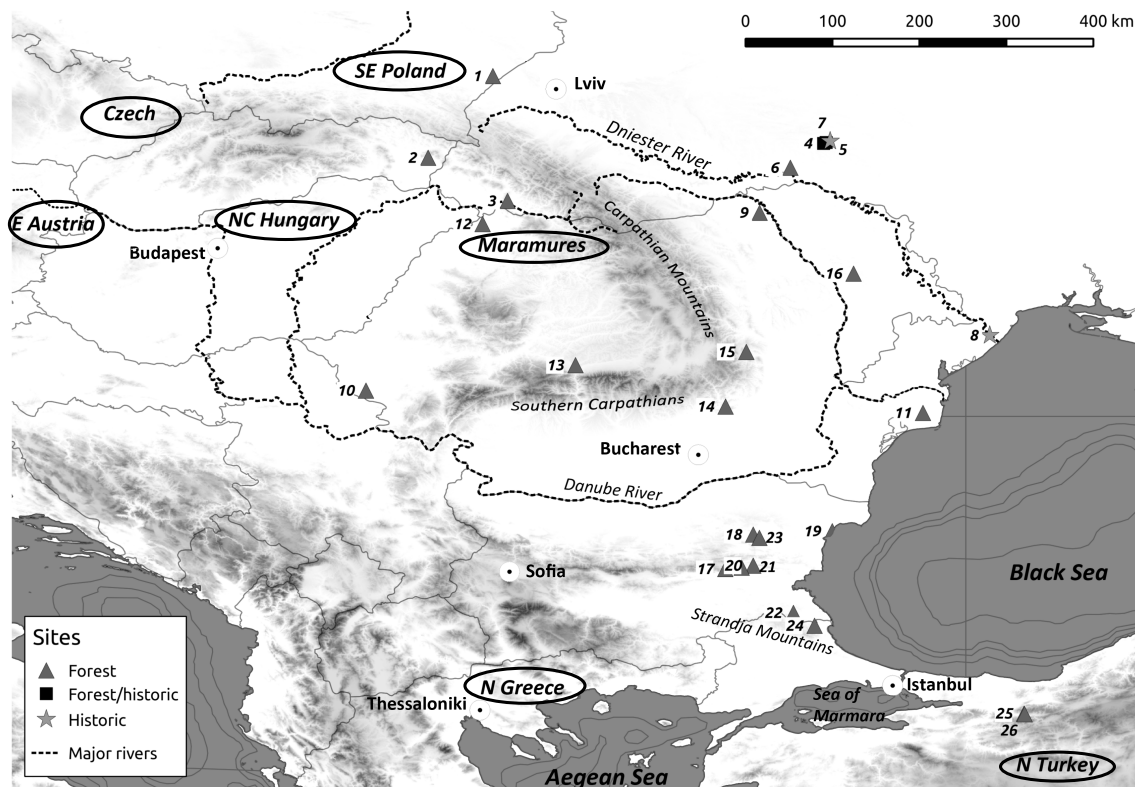 0 100 200 300 400 km
SE Poland
1
Lviv
Czech
7
4
5
Dniester River
2
6
3
9
E Austria
NC Hungary
12
Maramures
Carpathian Mountains
Budapest
16
8
15
13
10
Southern Carpathians
14
11
Bucharest
Danube River
18
23
19
Sofia
17
20
21
Black Sea
22
24
Strandja Mountains
Sites
Forest
Forest/historic
Historic
Major rivers
N Greece
Thessaloniki
Istanbul
Sea of
Marmara
25
26
Aegean Sea
N Turkey